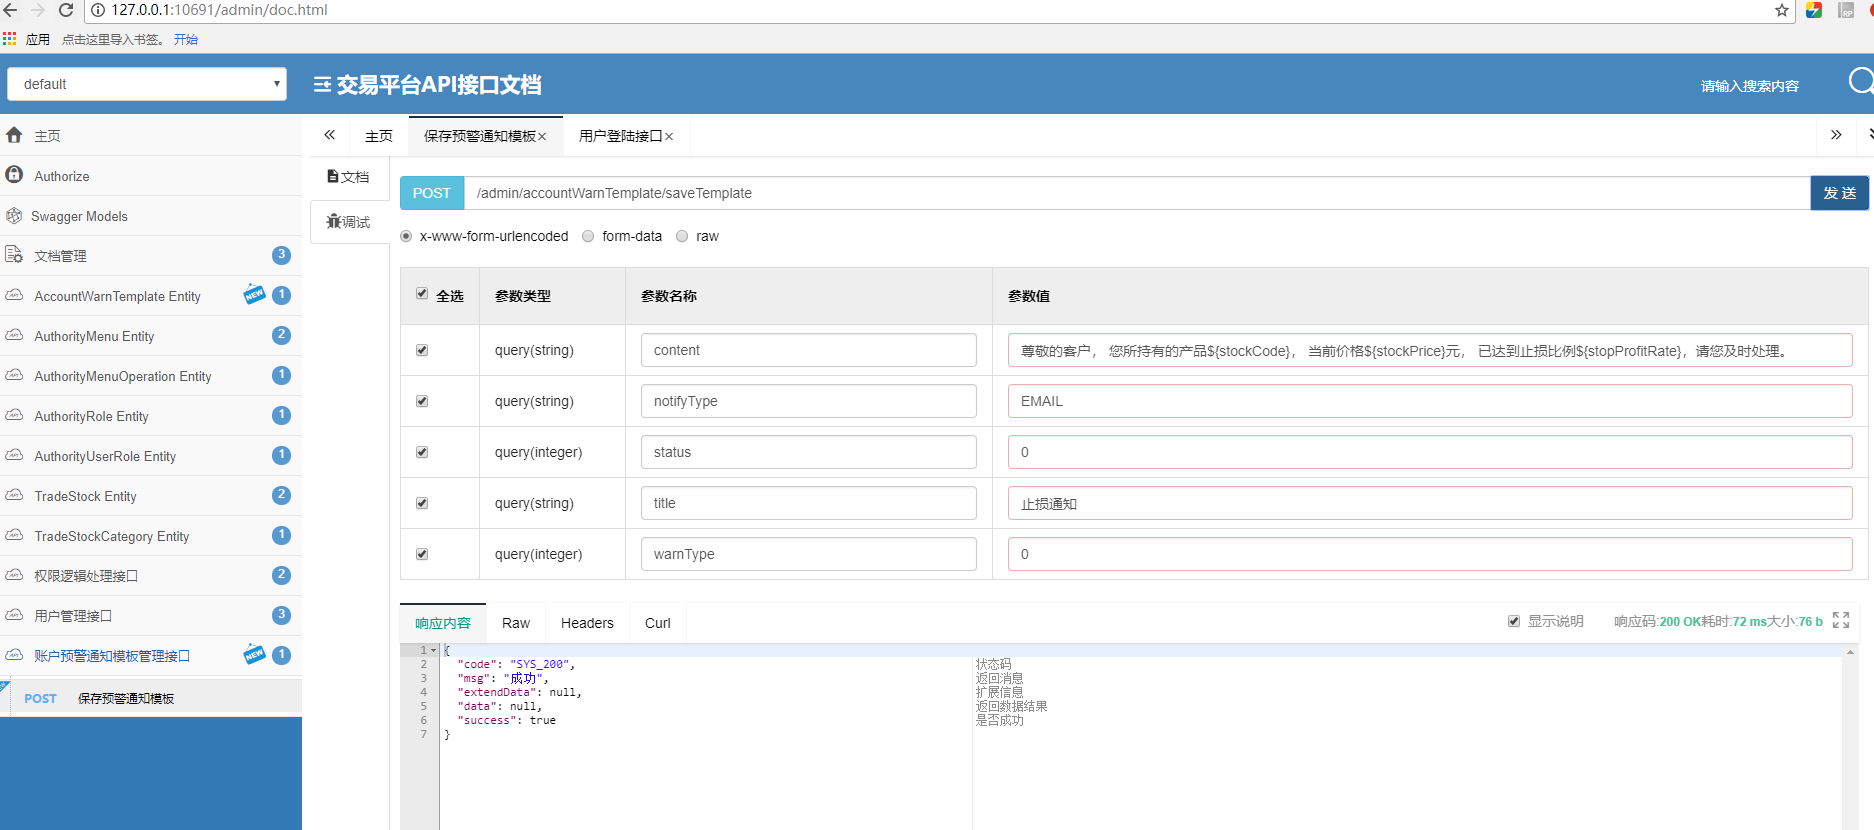 127.0.0.1:10691/admin/doc.html
应用 点击这里导入书签。 开始
default
交易平台API接口文档
请输入搜索内容
主页
Authorize
Swagger Models
文档管理 3
AccountWarnTemplate Entity NEW 1
AuthorityMenu Entity 2
AuthorityMenuOperation Entity 1
AuthorityRole Entity 1
AuthorityUserRole Entity 1
TradeStock Entity 2
TradeStockCategory Entity 1
权限逻辑处理接口 2
用户管理接口 3
账户预警通知模板管理接口 NEW 1
POST 保存预警通知模板
主页 保存预警通知模板× 用户登陆接口×
文档
调试
POST /admin/accountWarnTemplate/saveTemplate 发 送
x-www-form-urlencoded form-data raw
全选 参数类型 参数名称 参数值
query(string) content 尊敬的客户， 您所持有的产品${stockCode}， 当前价格${stockPrice}元， 已达到止损比例${stopProfitRate}，请您及时处理。
query(string) notifyType EMAIL
query(integer) status 0
query(string) title 止损通知
query(integer) warnType 0
响应内容 Raw Headers Curl
显示说明 响应码:200 OK耗时:72 ms大小:76 b
1 {
2 "code": "SYS_200", 状态码
3 "msg": "成功", 返回消息
4 "extendData": null, 扩展信息
5 "data": null, 返回数据结果
6 "success": true 是否成功
7 }